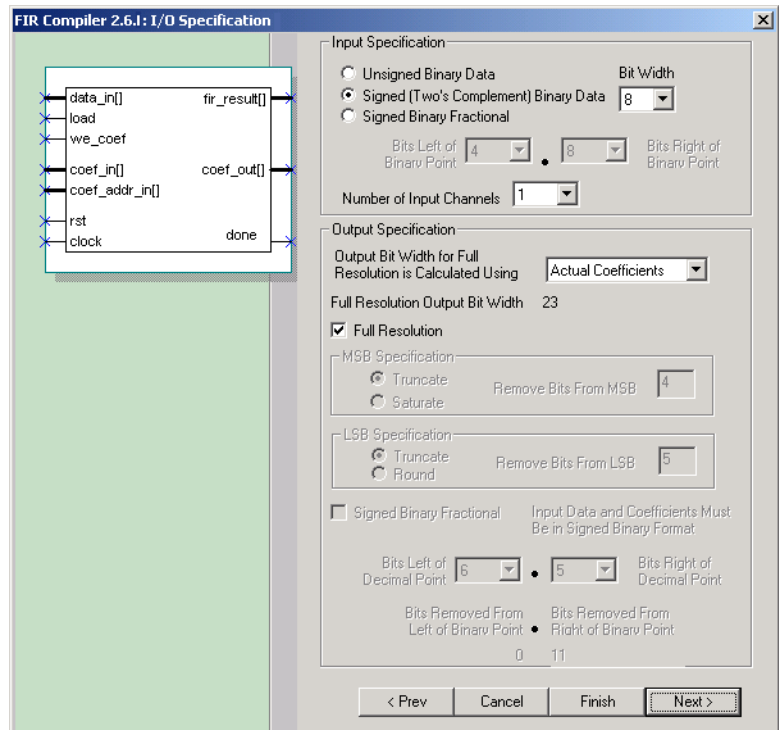 FIR Compiler 2.6.I: I/O Specification
data_in[]
fir_result[]
load
we_coef
coef_in[]
coef_out[]
coef_addr_in[]
rst
clock
done
Input Specification
Unsigned Binary Data
Bit Width
Signed (Two's Complement) Binary Data
8
Signed Binary Fractional
Bits Left of
Binary Point
4
8
Bits Right of
Binary Point
Number of Input Channels
1
Output Specification
Output Bit Width for Full
Resolution is Calculated Using
Actual Coefficients
Full Resolution Output Bit Width 23
Full Resolution
MSB Specification
Truncate
Saturate
Remove Bits From MSB
4
LSB Specification
Truncate
Round
Remove Bits From LSB
5
Signed Binary Fractional
Input Data and Coefficients Must
Be in Signed Binary Format
Bits Left of
Decimal Point
6
5
Bits Right of
Decimal Point
Bits Removed From
Left of Binary Point
Bits Removed From
Right of Binary Point
0
11
< Prev
Cancel
Finish
Next >